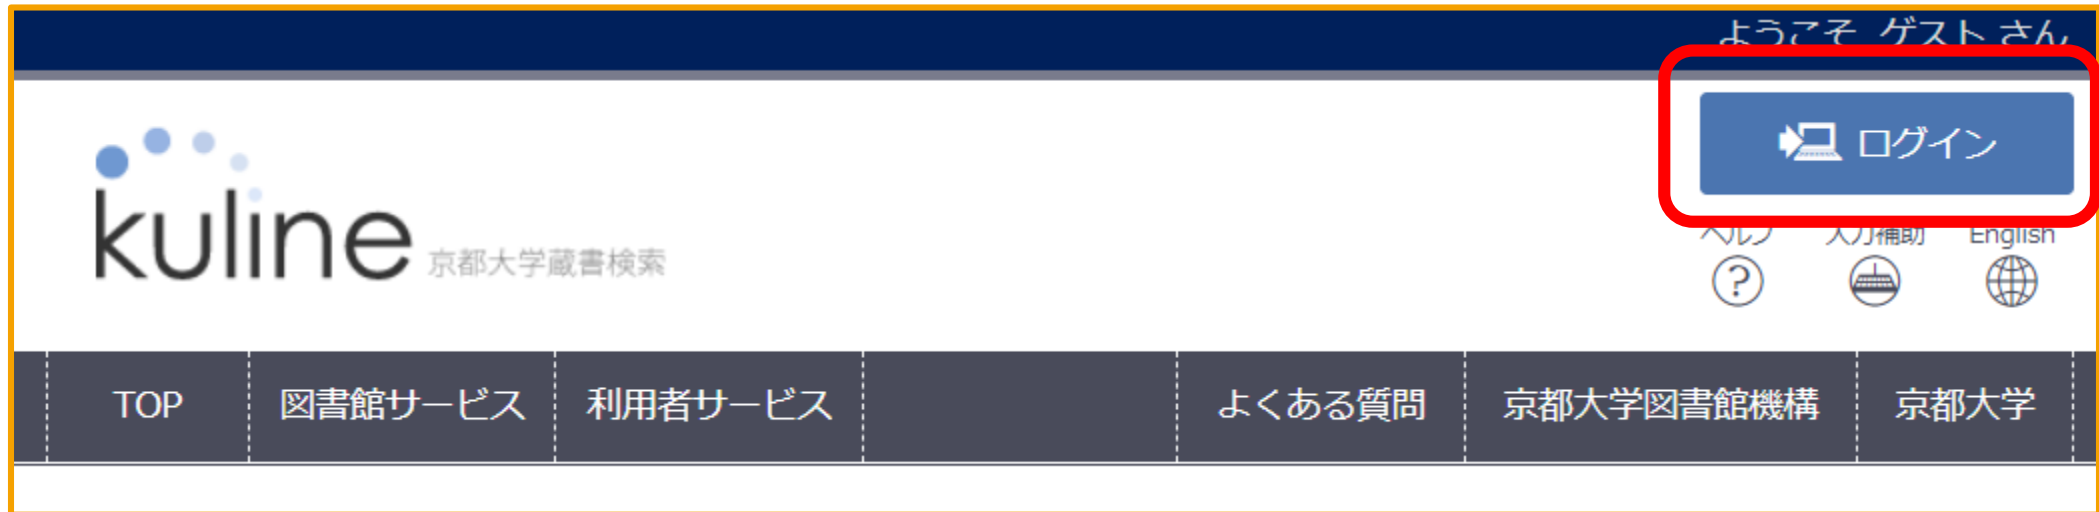 ようこそ ゲスト さん
ログイン
kuline 京都大学蔵書検索
ヘルプ 入力補助 English
TOP 図書館サービス 利用者サービス よくある質問 京都大学図書館機構 京都大学